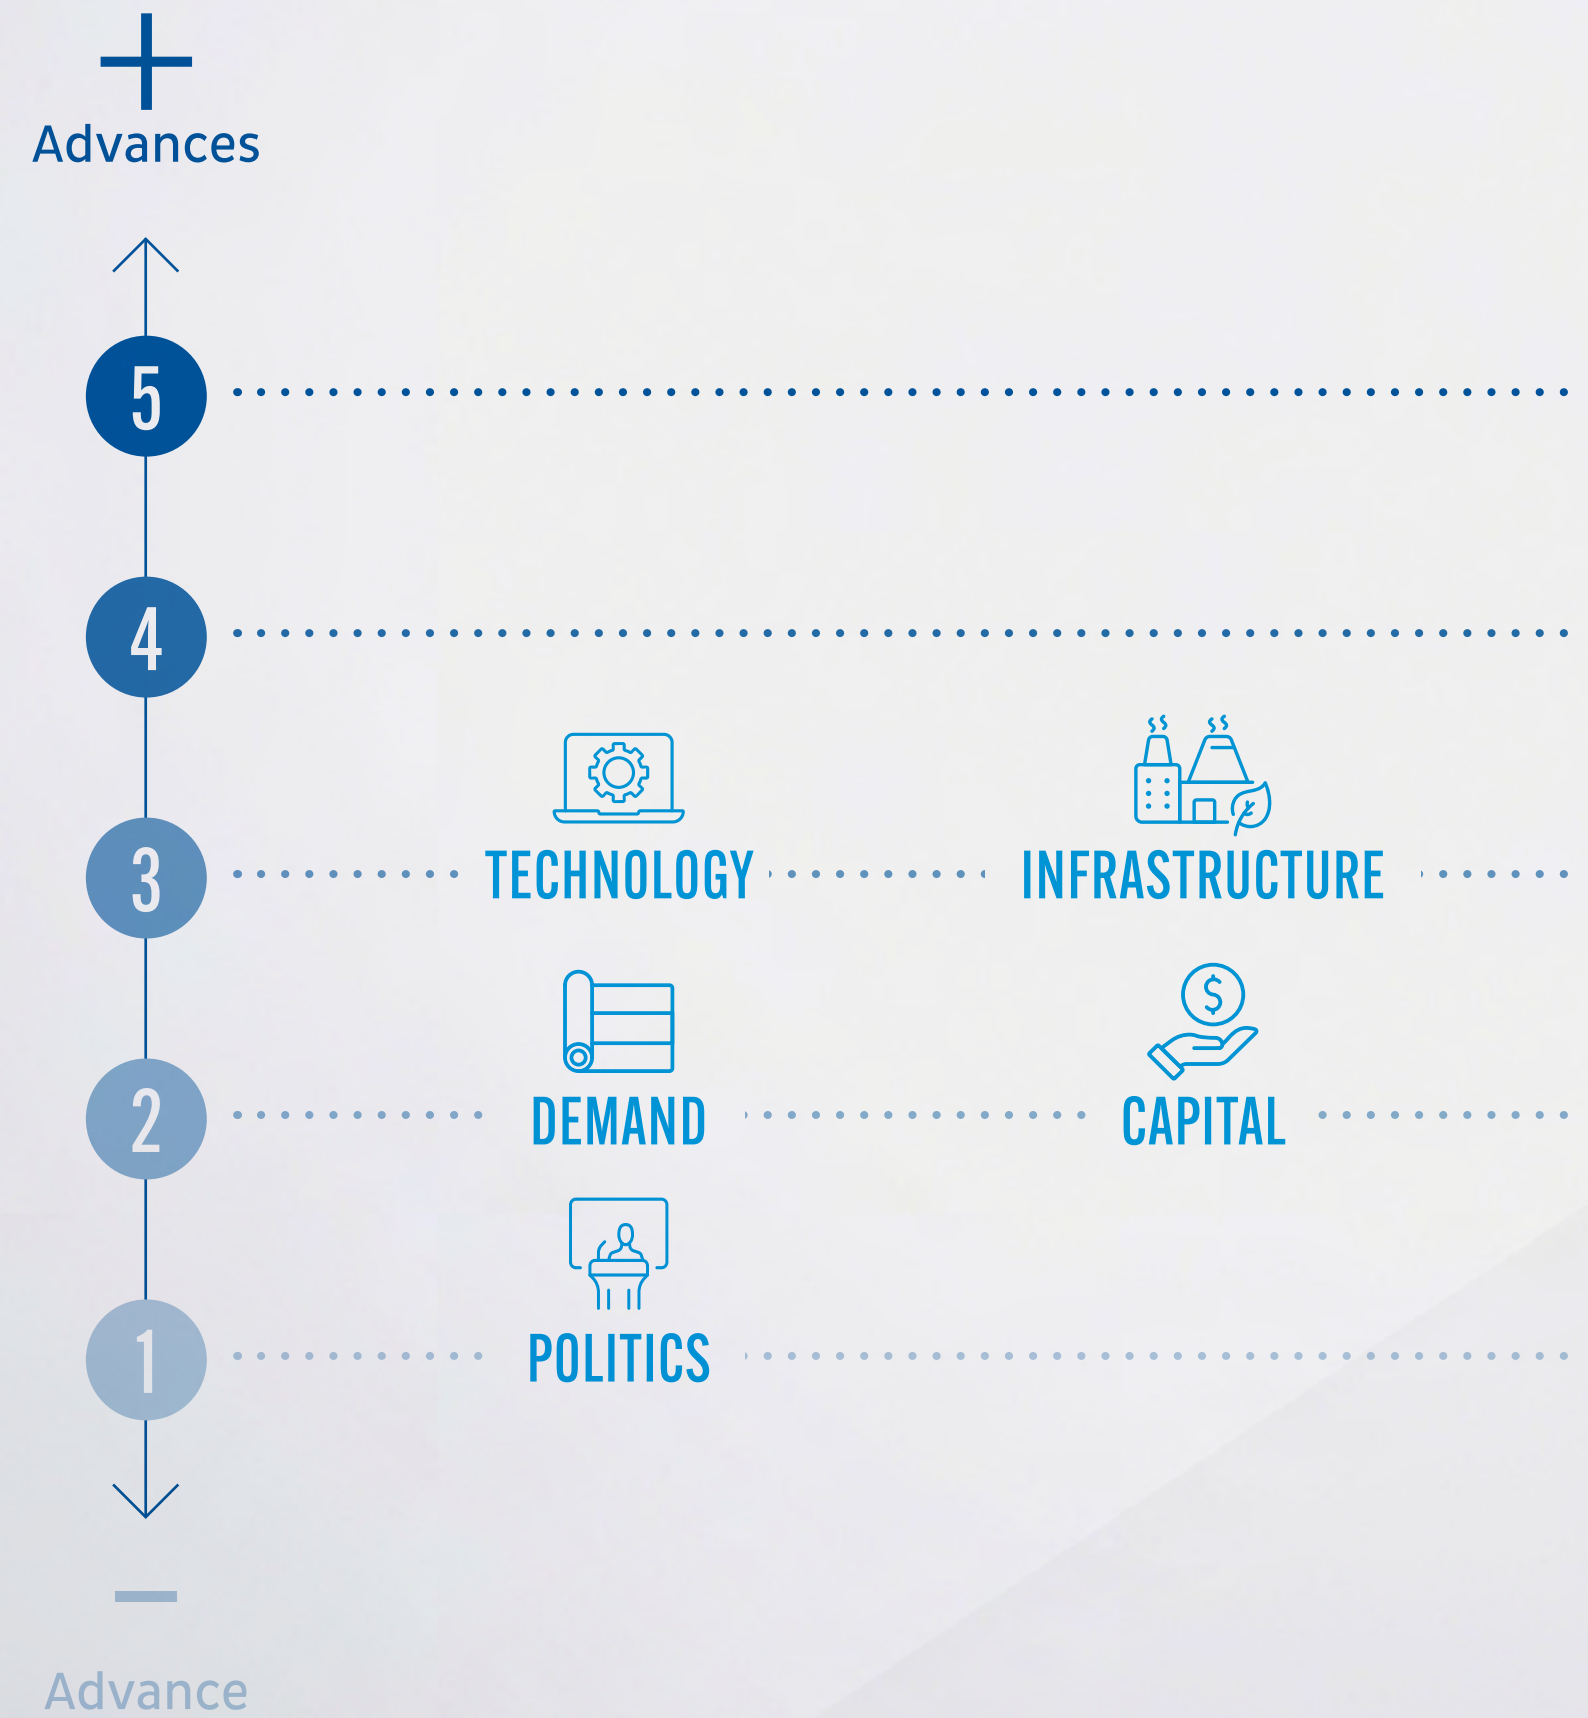 +
Advances
5
4
3 TECHNOLOGY INFRASTRUCTURE
$
2 DEMAND CAPITAL
1 POLITICS
–
Advance